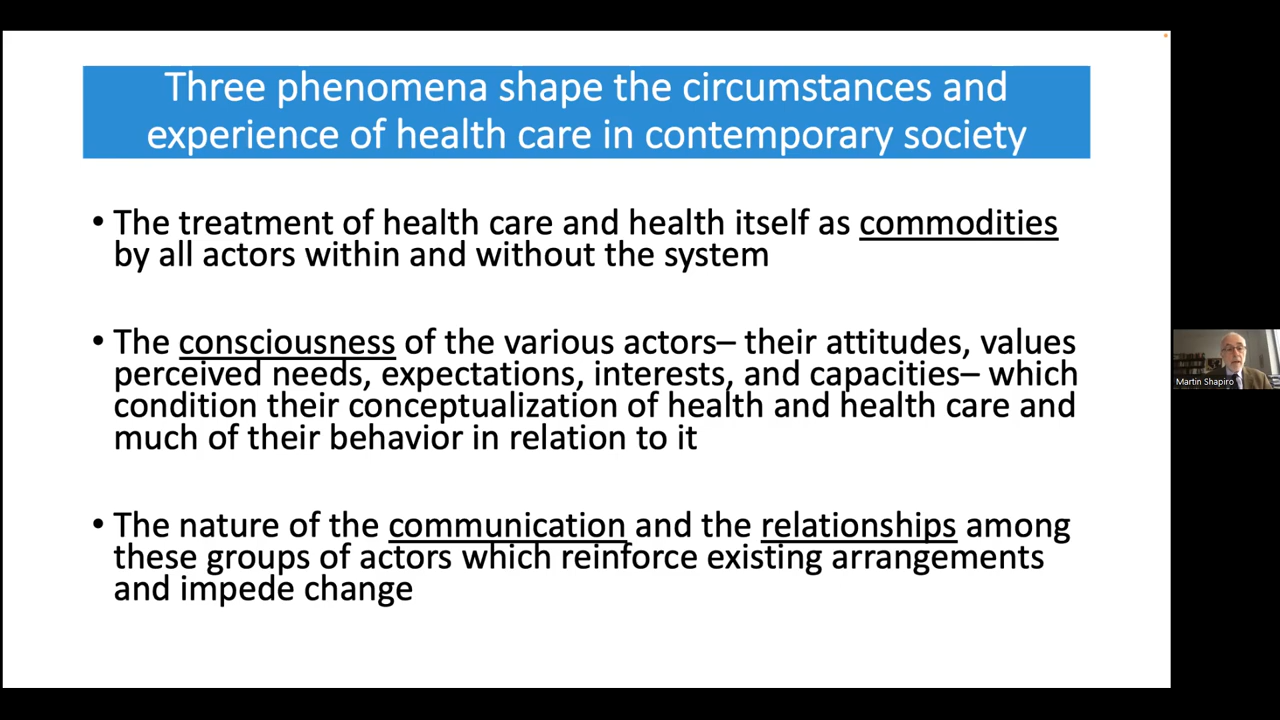 Three phenomena shape the circumstances and
experience of health care in contemporary society
• The treatment of health care and health itself as commodities
by all actors within and without the system
• The consciousness of the various actors– their attitudes, values
perceived needs, expectations, interests, and capacities– which
condition their conceptualization of health and health care and
much of their behavior in relation to it
• The nature of the communication and the relationships among
these groups of actors which reinforce existing arrangements
and impede change
Martin Shapiro